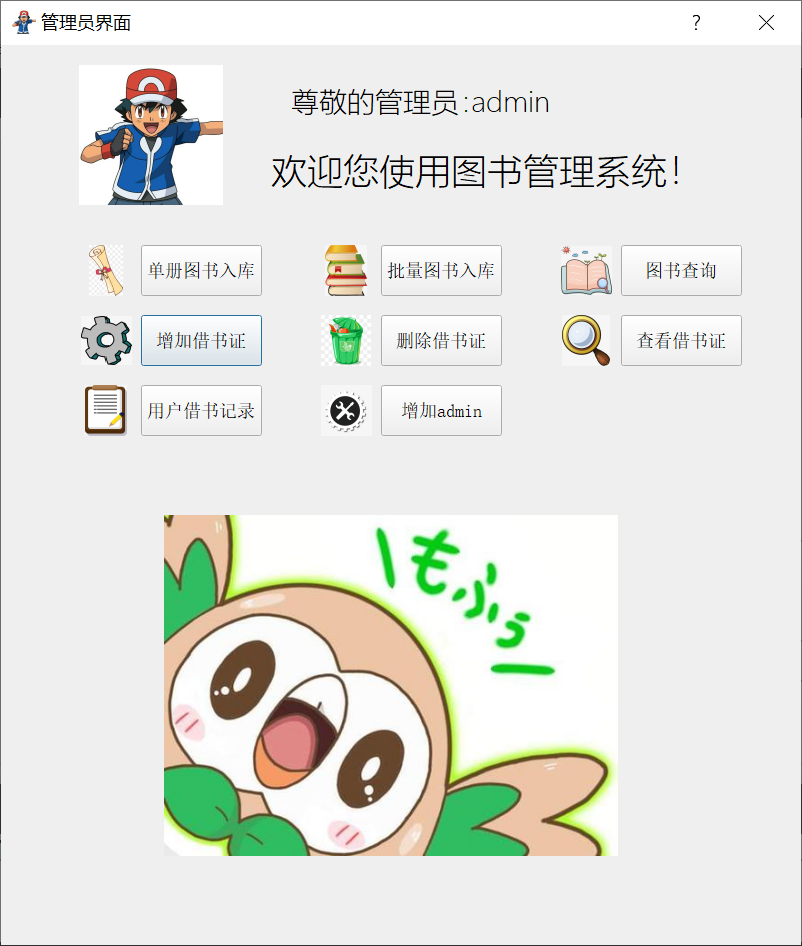 管理员界面
尊敬的管理员:admin
欢迎您使用图书管理系统!
单册图书入库
批量图书入库
图书查询
增加借书证
删除借书证
查看借书证
用户借书记录
增加admin
\もふぅー